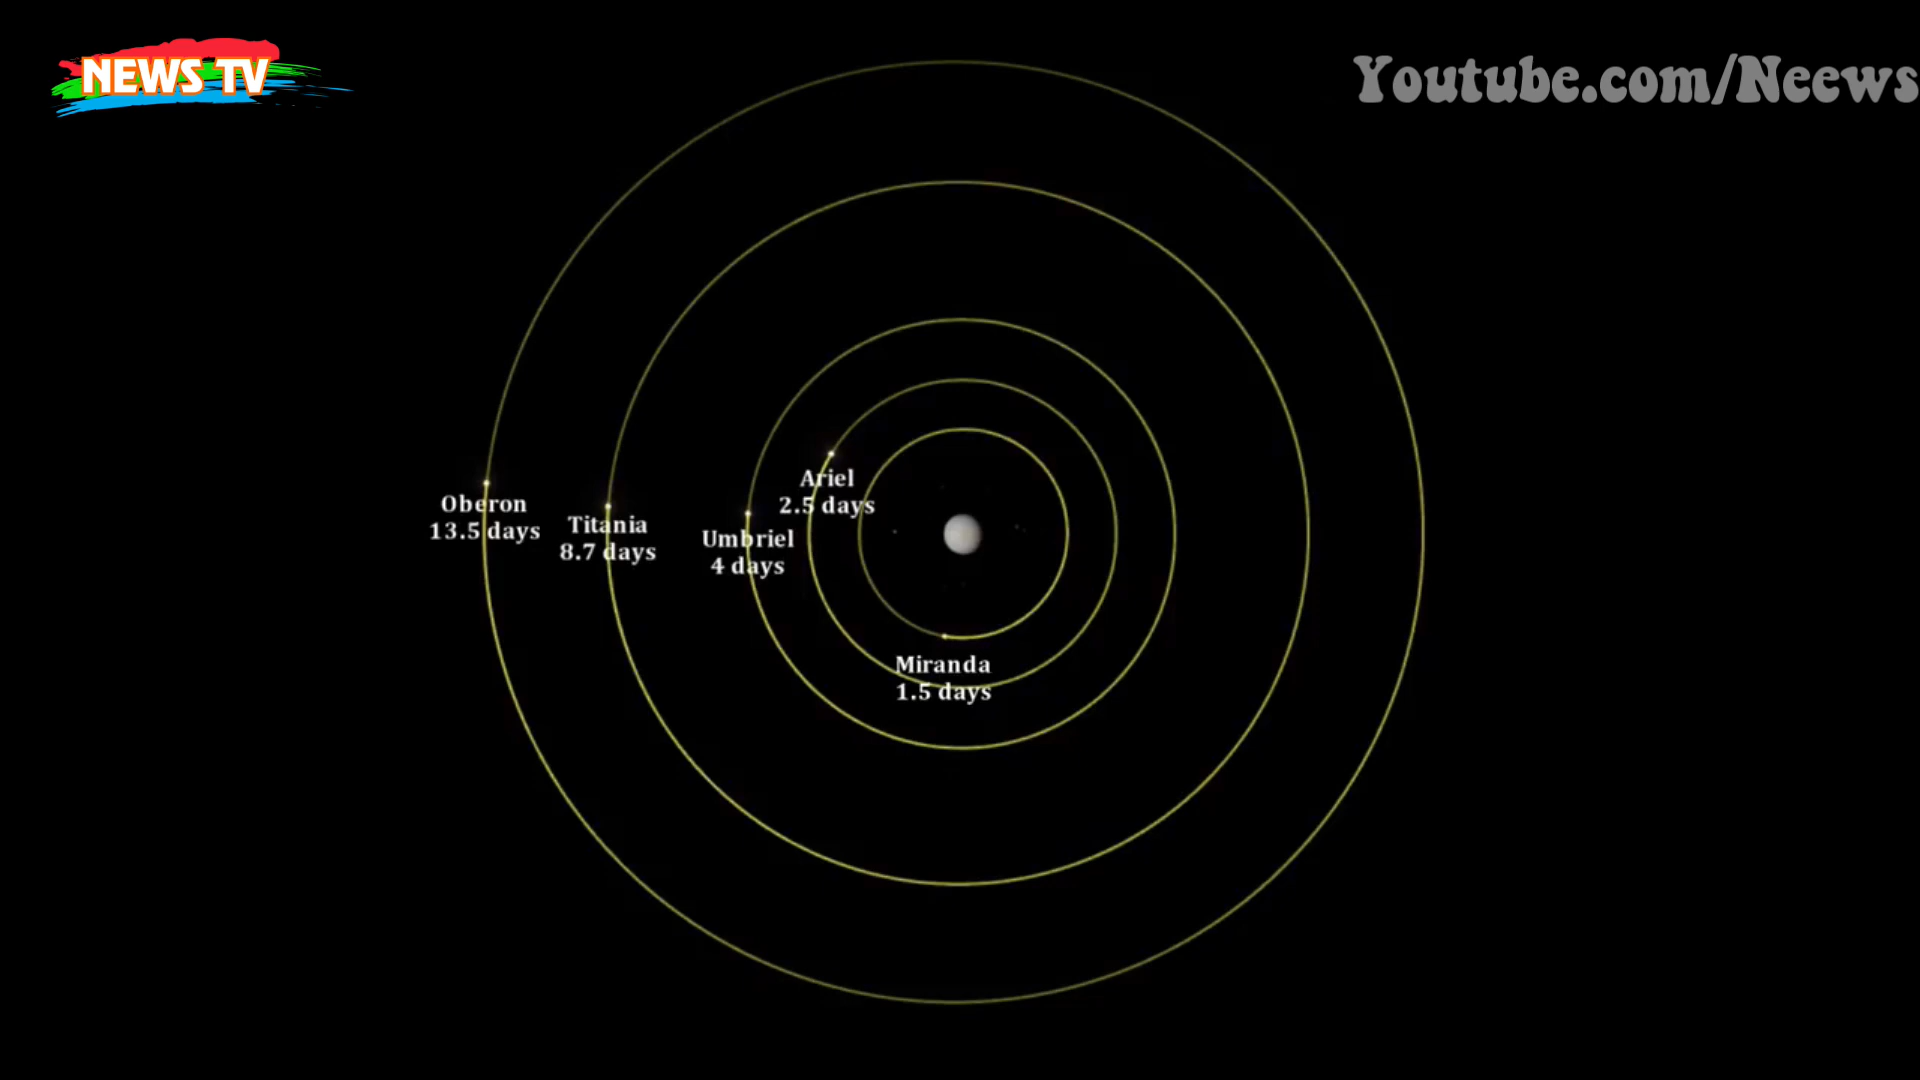 NEWS TV
Youtube.com/Neews
Ariel
2.5 days
Oberon
13.5 days
Titania
8.7 days
Umbriel
4 days
Miranda
1.5 days